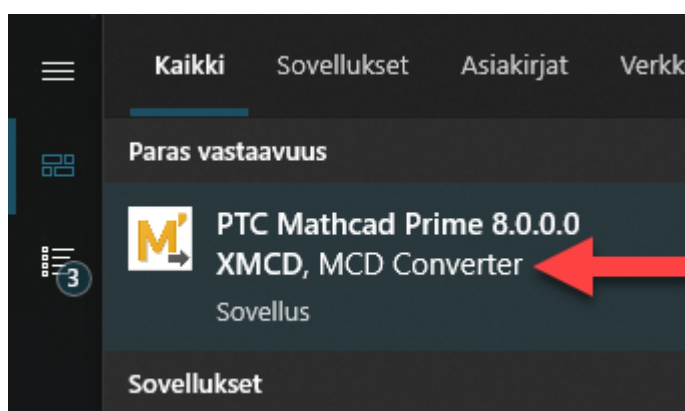 Kaikki Sovellukset Asiakirjat Verkk
Paras vastaavuus
PTC Mathcad Prime 8.0.0.0
XMCD, MCD Converter
Sovellus
3
Sovellukset